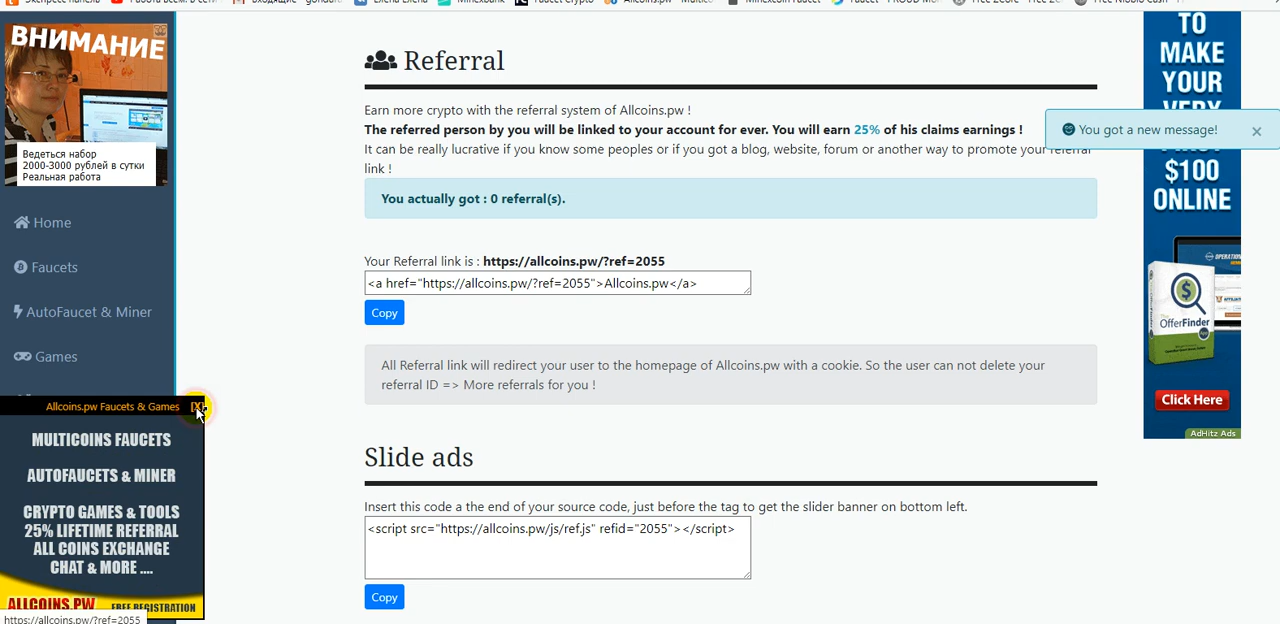 Экспресс-панель
Входящие
Faucet Crypto
Minexcoin Faucet
ВНИМАНИЕ
Ведеться набор
2000-3000 рублей в сутки
Реальная работа
Home
Faucets
AutoFaucet & Miner
Games
Allcoins.pw Faucets & Games [X]
MULTICOINS FAUCETS
AUTOFAUCETS & MINER
CRYPTO GAMES & TOOLS
25% LIFETIME REFERRAL
ALL COINS EXCHANGE
CHAT & MORE ....
ALLCOINS.PW FREE REGISTRATION
https://allcoins.pw/?ref=2055
Referral
Earn more crypto with the referral system of Allcoins.pw !
The referred person by you will be linked to your account for ever. You will earn 25% of his claims earnings !
It can be really lucrative if you know some peoples or if you got a blog, website, forum or another way to promote your referral
link !
You actually got : 0 referral(s).
Your Referral link is : https://allcoins.pw/?ref=2055
<a href="https://allcoins.pw/?ref=2055">Allcoins.pw</a>
Copy
All Referral link will redirect your user to the homepage of Allcoins.pw with a cookie. So the user can not delete your
referral ID => More referrals for you !
Slide ads
Insert this code a the end of your source code, just before the tag to get the slider banner on bottom left.
<script src="https://allcoins.pw/js/ref.js" refid="2055"></script>
Copy
You got a new message! ×
TO
MAKE
YOUR
VERY
$100
ONLINE
OfferFinder
Click Here
AdHitz Ads